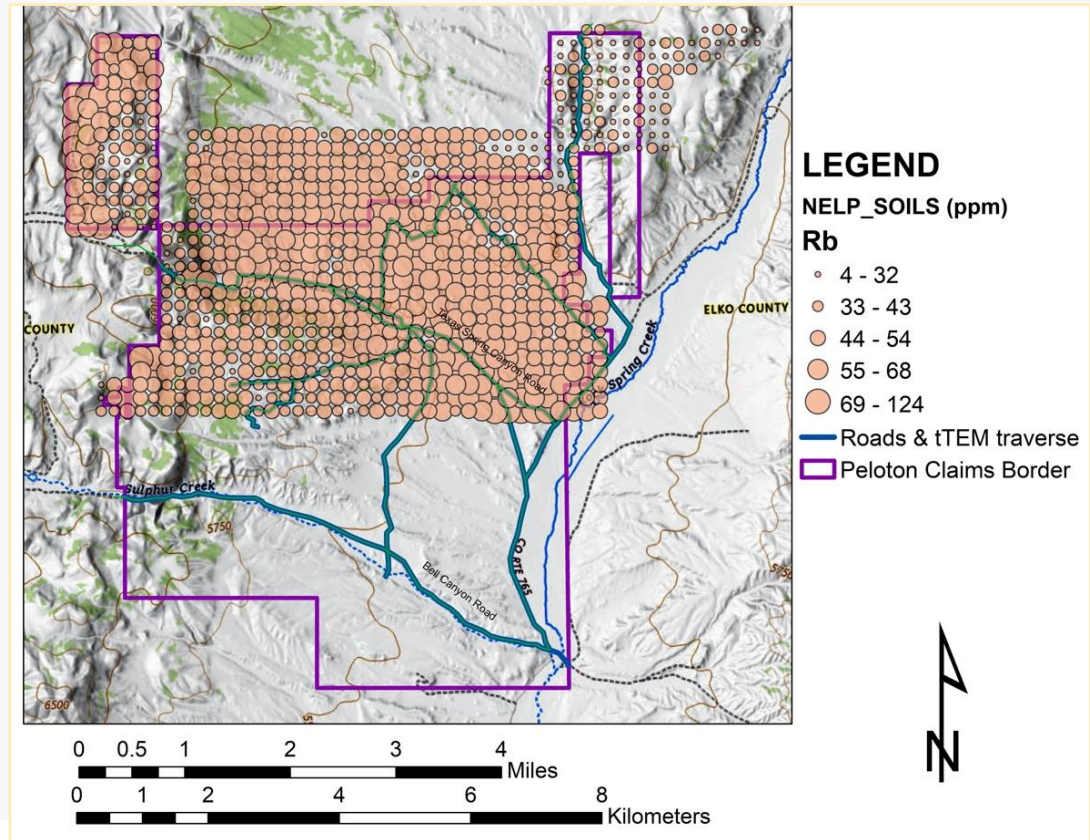 COUNTY
6000
Texas Spring Canyon Road
Spring Creek
ELKO COUNTY
Sulphur Creek
5750
Bell Canyon Road
Co RTE 765
6500
LEGEND
NELP_SOILS (ppm)
Rb
4 - 32
33 - 43
44 - 54
55 - 68
69 - 124
Roads & tTEM traverse
Peloton Claims Border
0 0.5 1 2 3 4
Miles
0 1 2 4 6 8
Kilometers
N